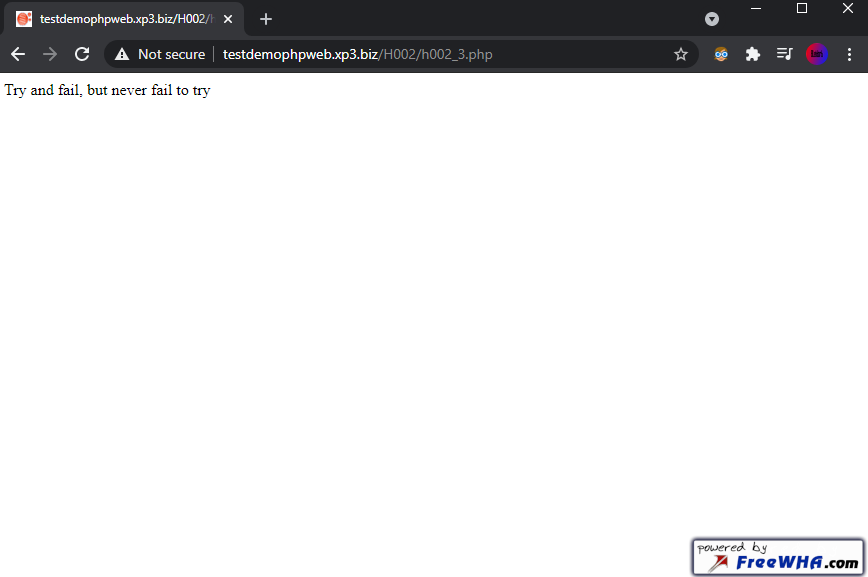 testdemophpweb.xp3.biz/H002/
Not secure
testdemophpweb.xp3.biz/H002/h002_3.php
Try and fail, but never fail to try
powered by
FreeWHA.com